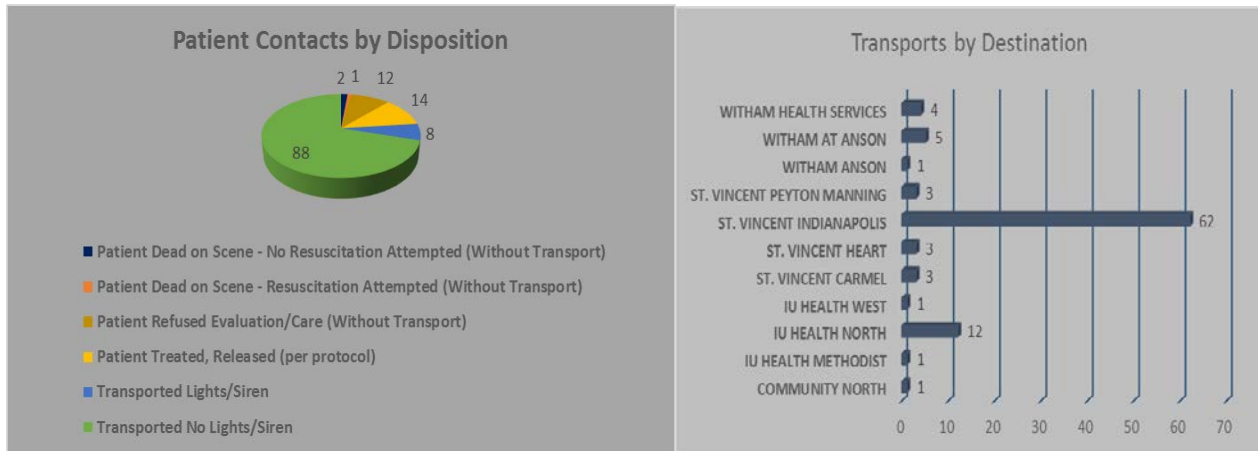 Patient Contacts by Disposition
2 1 12
14
8
88
Patient Dead on Scene - No Resuscitation Attempted (Without Transport)
Patient Dead on Scene - Resuscitation Attempted (Without Transport)
Patient Refused Evaluation/Care (Without Transport)
Patient Treated, Released (per protocol)
Transported Lights/Siren
Transported No Lights/Siren
Transports by Destination
WITHAM HEALTH SERVICES 4
WITHAM AT ANSON 5
WITHAM ANSON 1
ST. VINCENT PEYTON MANNING 3
ST. VINCENT INDIANAPOLIS 62
ST. VINCENT HEART 3
ST. VINCENT CARMEL 3
IU HEALTH WEST 1
IU HEALTH NORTH 12
IU HEALTH METHODIST 1
COMMUNITY NORTH 1
0 10 20 30 40 50 60 70